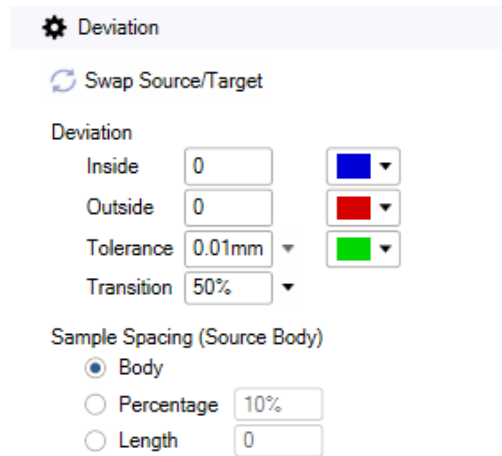 Deviation
Swap Source/Target
Deviation
Inside 0
Outside 0
Tolerance 0.01mm
Transition 50%
Sample Spacing (Source Body)
Body
Percentage 10%
Length 0